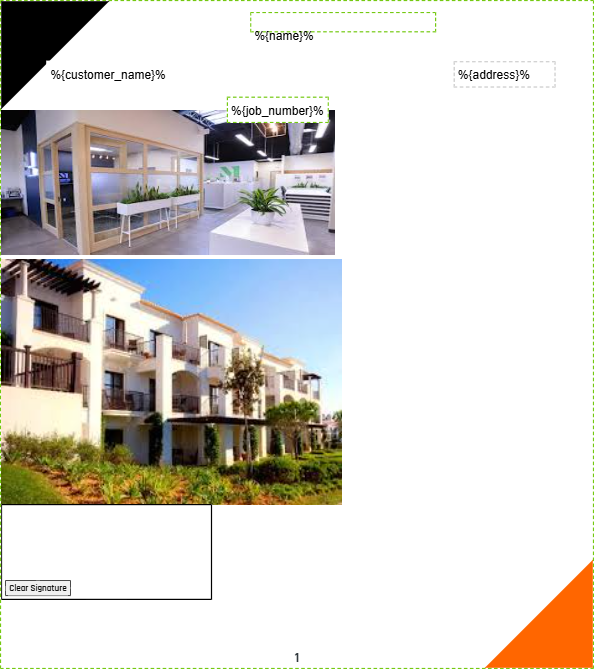 %{name}%
%{customer_name}%
%{address}%
%{job_number}%
Clear Signature
1